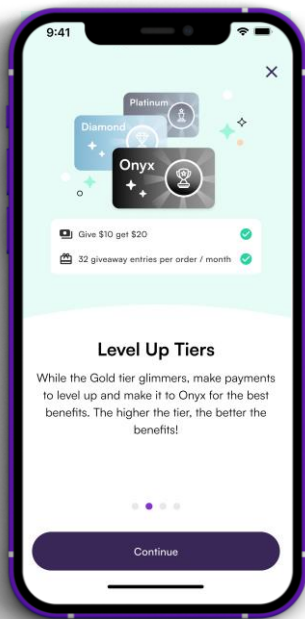 9:41
Platinum
Diamond
Onyx
Give $10 get $20
32 giveaway entries per order / month
Level Up Tiers
While the Gold tier glimmers, make payments
to level up and make it to Onyx for the best
benefits. The higher the tier, the better the
benefits!
Continue